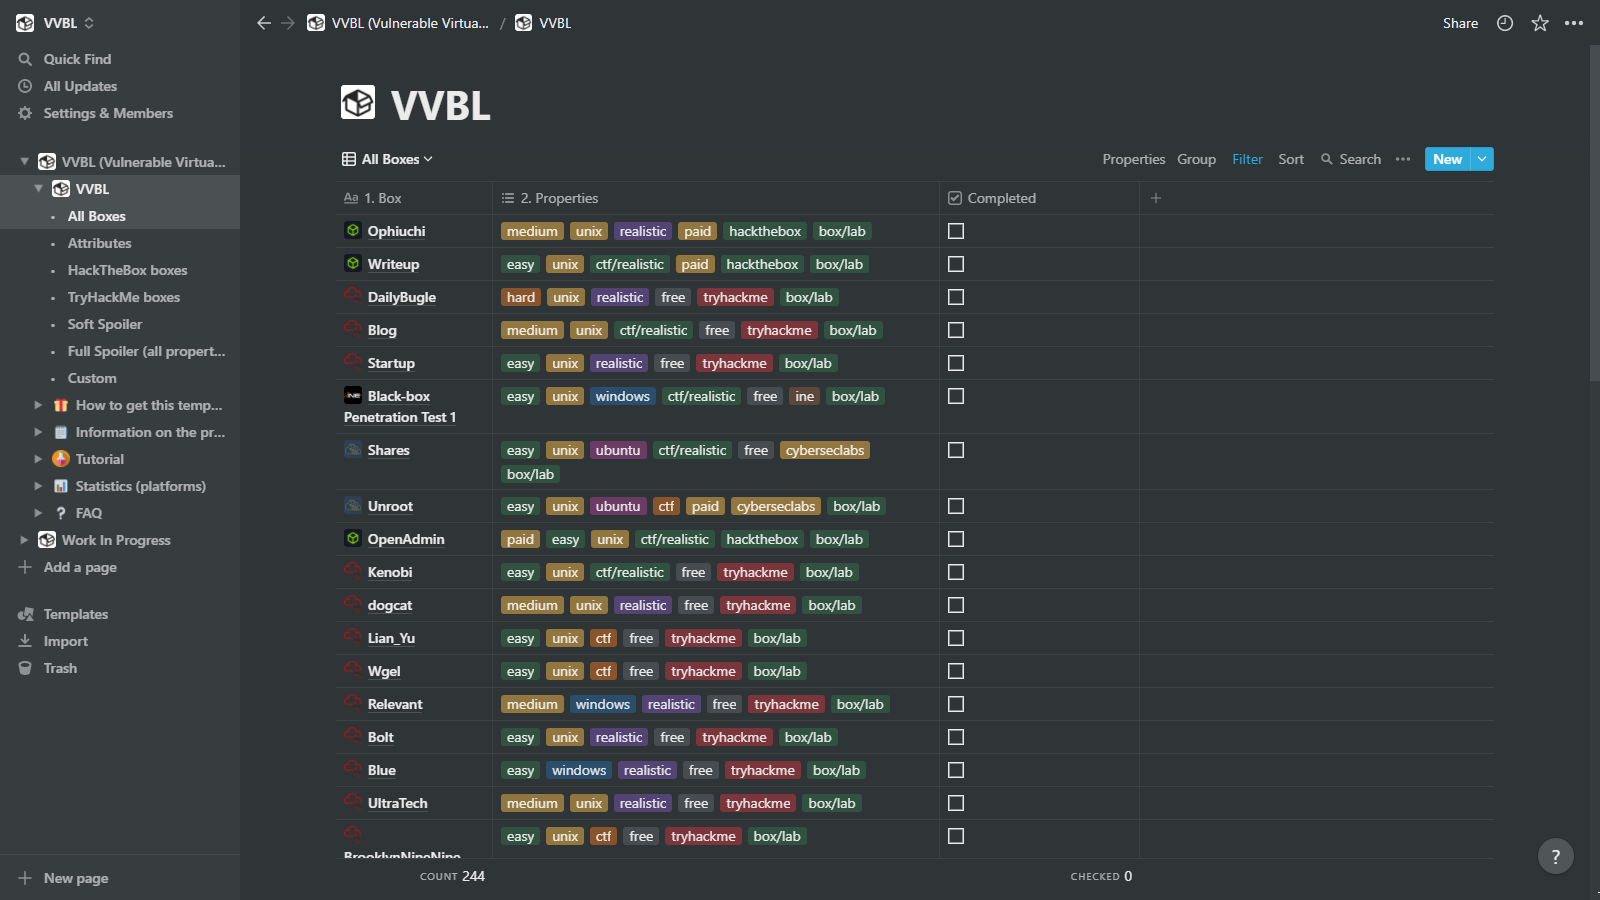 VVBL
Quick Find
All Updates
Settings & Members
VVBL (Vulnerable Virtua...
VVBL
All Boxes
Attributes
HackTheBox boxes
TryHackMe boxes
Soft Spoiler
Full Spoiler (all propert...
Custom
How to get this temp...
Information on the pr...
Tutorial
Statistics (platforms)
FAQ
Work In Progress
Add a page
Templates
Import
Trash
New page
VVBL (Vulnerable Virtua... / VVBL
Share
VVBL
All Boxes
Properties Group Filter Sort Search New
Aa 1. Box 2. Properties Completed
Ophiuchi medium unix realistic paid hackthebox box/lab
Writeup easy unix ctf/realistic paid hackthebox box/lab
DailyBugle hard unix realistic free tryhackme box/lab
Blog medium unix ctf/realistic free tryhackme box/lab
Startup easy unix realistic free tryhackme box/lab
Black-box easy unix windows ctf/realistic free ine box/lab
Penetration Test 1
Shares easy unix ubuntu ctf/realistic free cyberseclabs
box/lab
Unroot easy unix ubuntu ctf paid cyberseclabs box/lab
OpenAdmin paid easy unix ctf/realistic hackthebox box/lab
Kenobi easy unix ctf/realistic free tryhackme box/lab
dogcat medium unix realistic free tryhackme box/lab
Lian_Yu easy unix ctf free tryhackme box/lab
Wgel easy unix ctf free tryhackme box/lab
Relevant medium windows realistic free tryhackme box/lab
Bolt easy unix realistic free tryhackme box/lab
Blue easy windows realistic free tryhackme box/lab
UltraTech medium unix realistic free tryhackme box/lab
easy unix ctf free tryhackme box/lab
BrooklynNineNine
COUNT 244 CHECKED 0
?